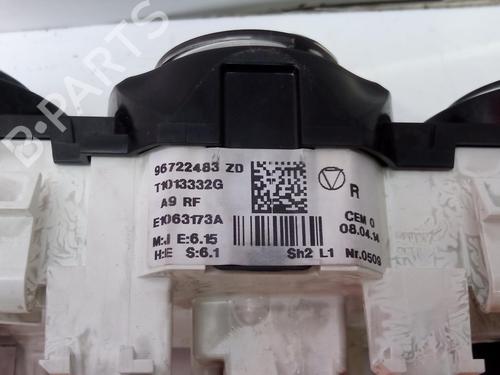 B-PARTS
96722483 ZD
T1013332G
A9 RF
E1063173A
M:J E:6.15
H:E S:6.1
Sh2 L1
R
CEM 0
08.04.14
Nr.0509